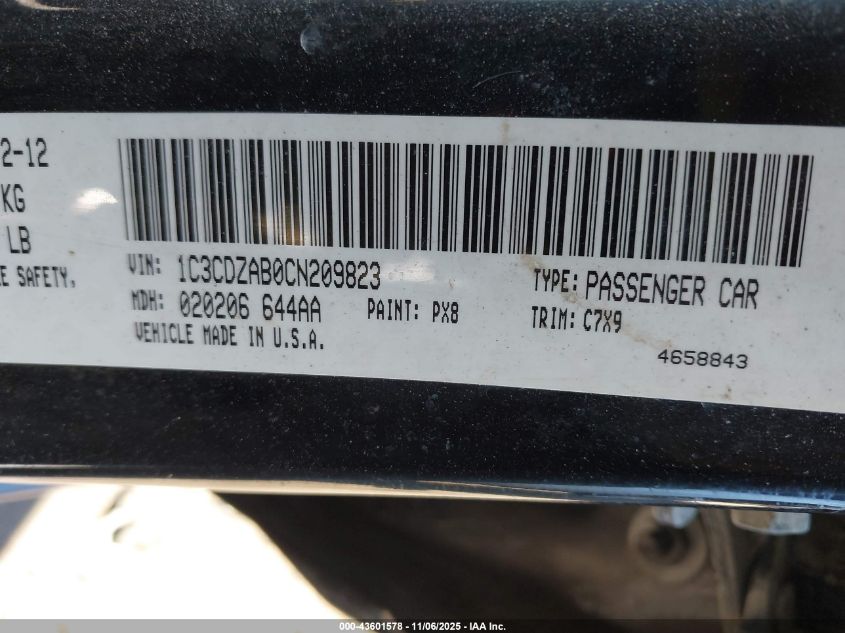 2-12
KG
LB
E SAFETY,
VIN: 1C3CDZAB0CN209823
TYPE: PASSENGER CAR
MDH: 020206 644AA
PAINT: PX8
TRIM: C7X9
VEHICLE MADE IN U.S.A.
4658843
000-43601578 - 11/06/2025 - IAA Inc.